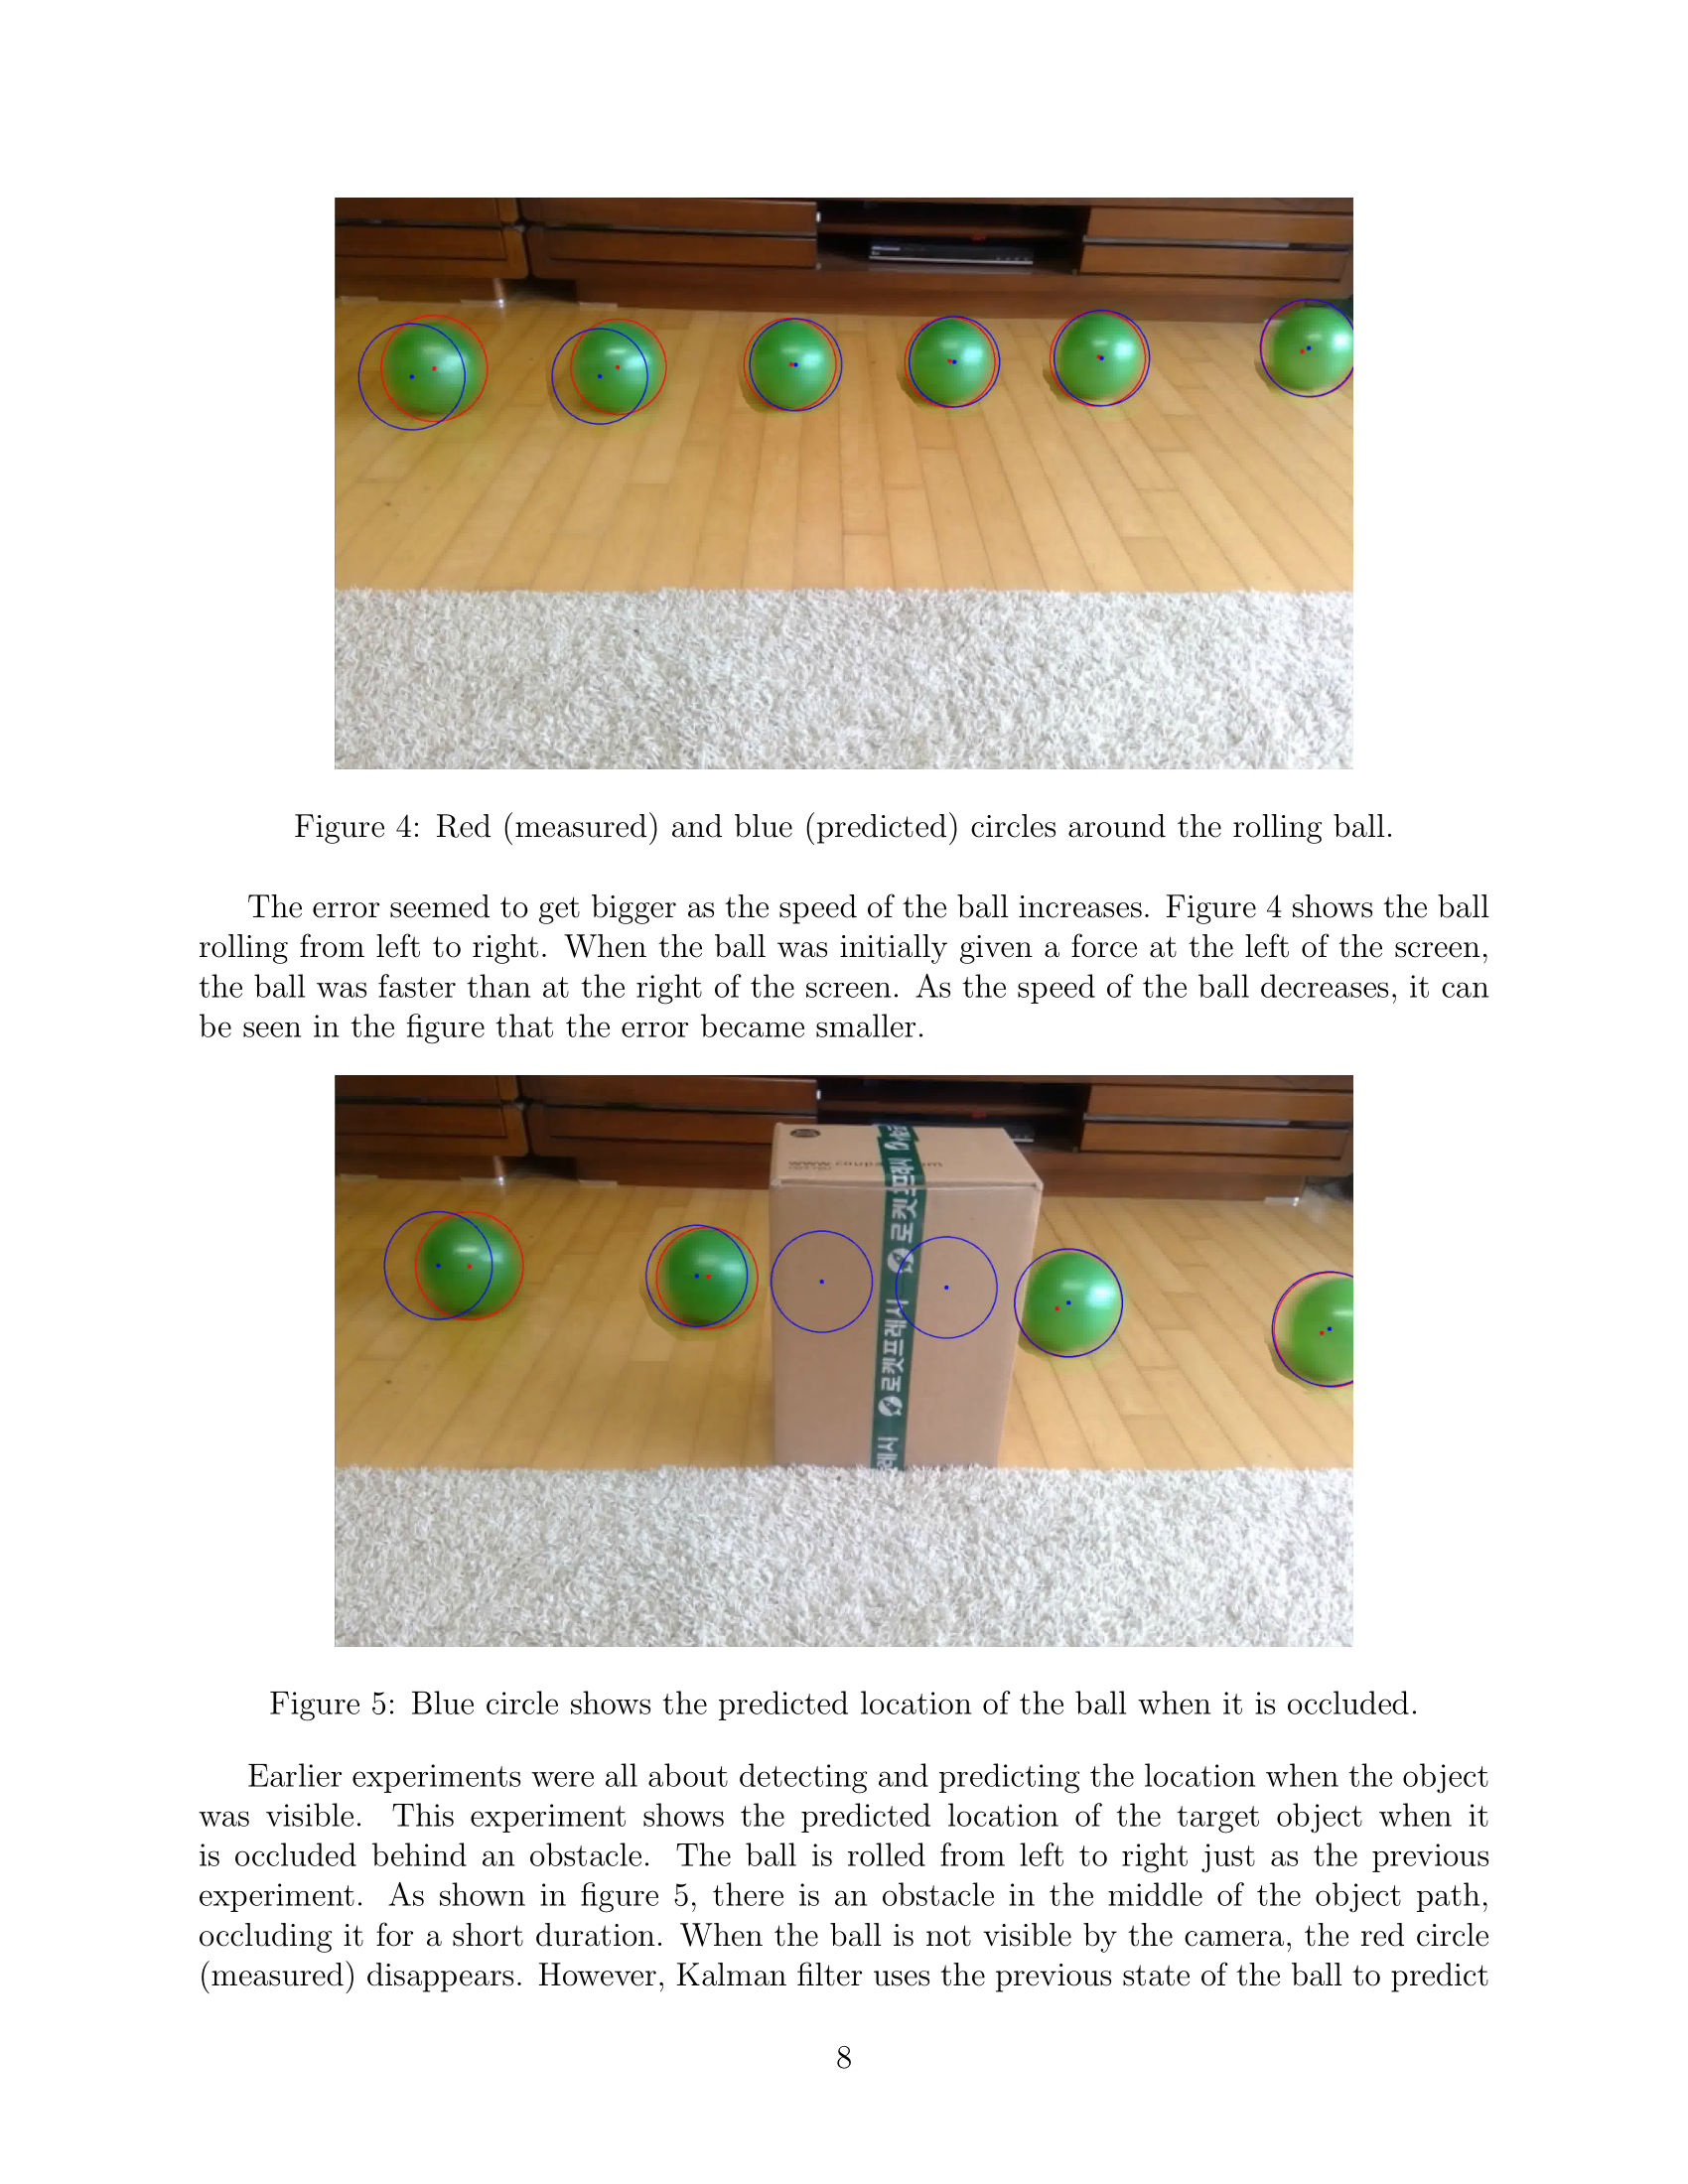 Figure 4: Red (measured) and blue (predicted) circles around the rolling ball.
The error seemed to get bigger as the speed of the ball increases. Figure 4 shows the ball
rolling from left to right. When the ball was initially given a force at the left of the screen,
the ball was faster than at the right of the screen. As the speed of the ball decreases, it can
be seen in the figure that the error became smaller.
로켓프레시
로켓프레시
Figure 5: Blue circle shows the predicted location of the ball when it is occluded.
Earlier experiments were all about detecting and predicting the location when the object
was visible. This experiment shows the predicted location of the target object when it
is occluded behind an obstacle. The ball is rolled from left to right just as the previous
experiment. As shown in figure 5, there is an obstacle in the middle of the object path,
occluding it for a short duration. When the ball is not visible by the camera, the red circle
(measured) disappears. However, Kalman filter uses the previous state of the ball to predict
8